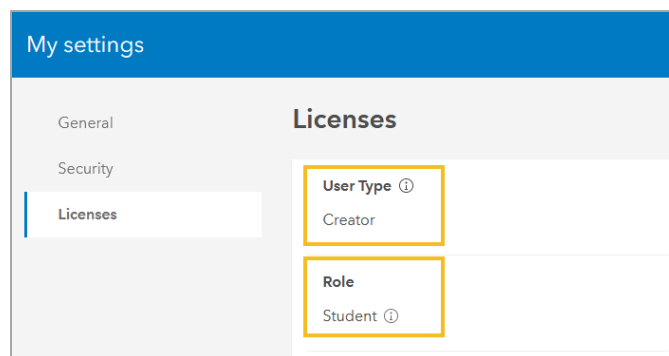 My settings
General
Security
Licenses
Licenses
User Type
Creator
Role
Student